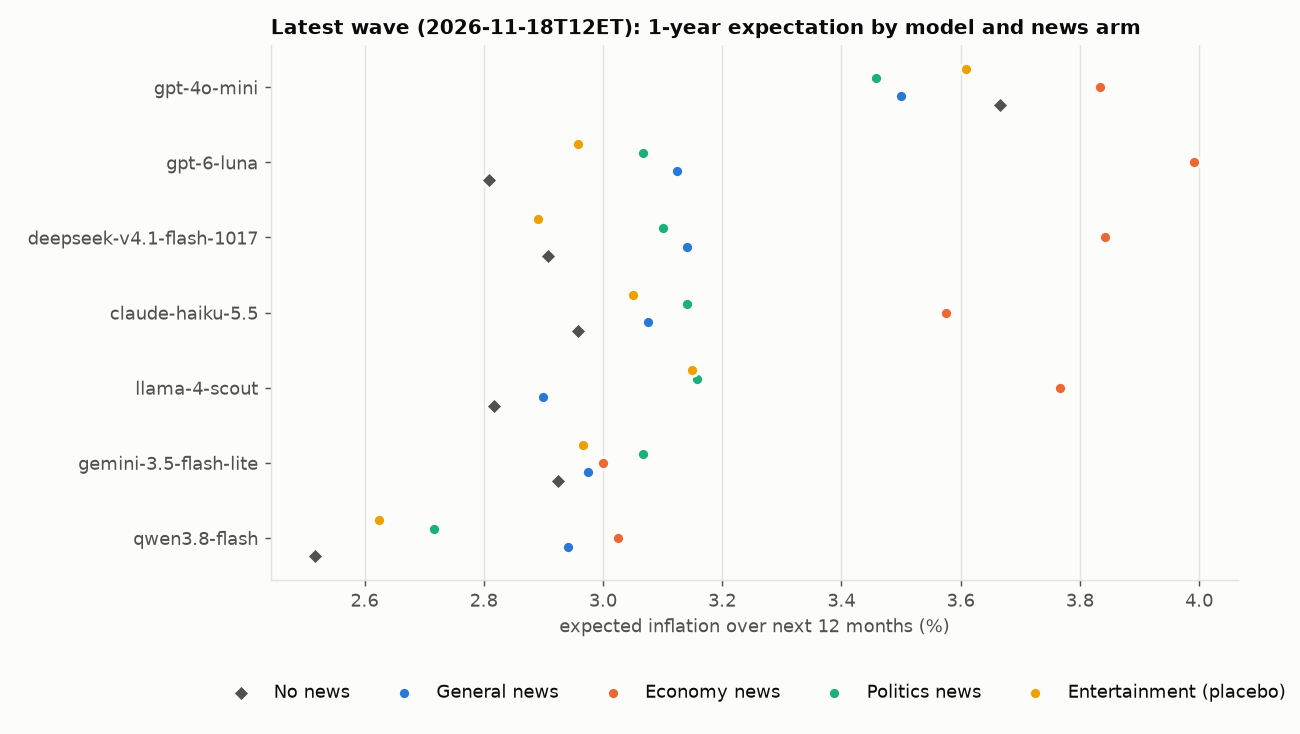 Latest wave (2026-11-18T12ET): 1-year expectation by model and news arm
gpt-4o-mini
gpt-6-luna
deepseek-v4.1-flash-1017
claude-haiku-5.5
llama-4-scout
gemini-3.5-flash-lite
qwen3.8-flash
2.6 2.8 3.0 3.2 3.4 3.6 3.8 4.0
expected inflation over next 12 months (%)
No news General news Economy news Politics news Entertainment (placebo)